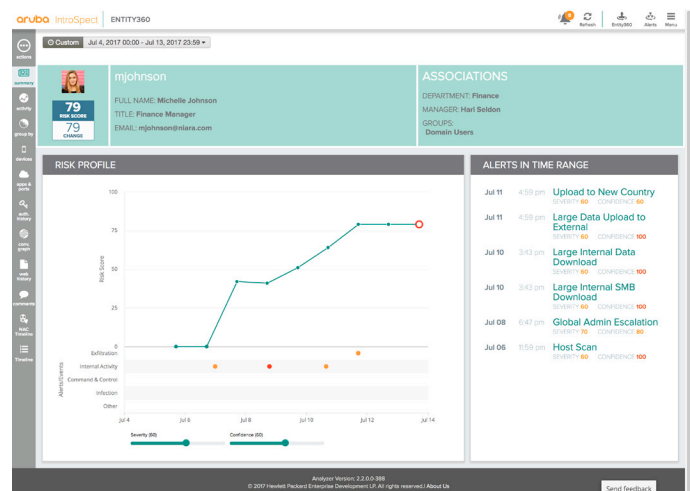 aruba IntroSpect ENTITY360
Refresh Entity360 Alerts Menu
Custom Jul 4, 2017 00:00 - Jul 13, 2017 23:59
actions
summary
activity
group by
devices
apps & ports
auth. history
conv. graph
web history
comments
NAC Timeline
Timeline
mjohnson
79
RISK SCORE
79
CHANGE
FULL NAME: Michelle Johnson
TITLE: Finance Manager
EMAIL: mjohnson@niara.com
ASSOCIATIONS
DEPARTMENT: Finance
MANAGER: Hari Seldon
GROUPS:
Domain Users
RISK PROFILE
100
75
50
25
0
Risk Score
Alerts/Events
Exfiltration
Internal Activity
Command & Control
Infection
Other
Jul 4 Jul 6 Jul 8 Jul 10 Jul 12 Jul 14
Severity (60) Confidence (60)
ALERTS IN TIME RANGE
Jul 11 4:59 pm Upload to New Country
SEVERITY 60 CONFIDENCE 60
Jul 11 4:59 pm Large Data Upload to
External
SEVERITY 60 CONFIDENCE 100
Jul 10 3:43 pm Large Internal Data
Download
SEVERITY 60 CONFIDENCE 100
Jul 10 3:43 pm Large Internal SMB
Download
SEVERITY 60 CONFIDENCE 100
Jul 08 6:47 pm Global Admin Escalation
SEVERITY 70 CONFIDENCE 80
Jul 06 11:59 pm Host Scan
SEVERITY 60 CONFIDENCE 100
Analyzer Version: 2.2.0.0-388
© 2017 Hewlett Packard Enterprise Development LP. All rights reserved.| About Us
Send feedback